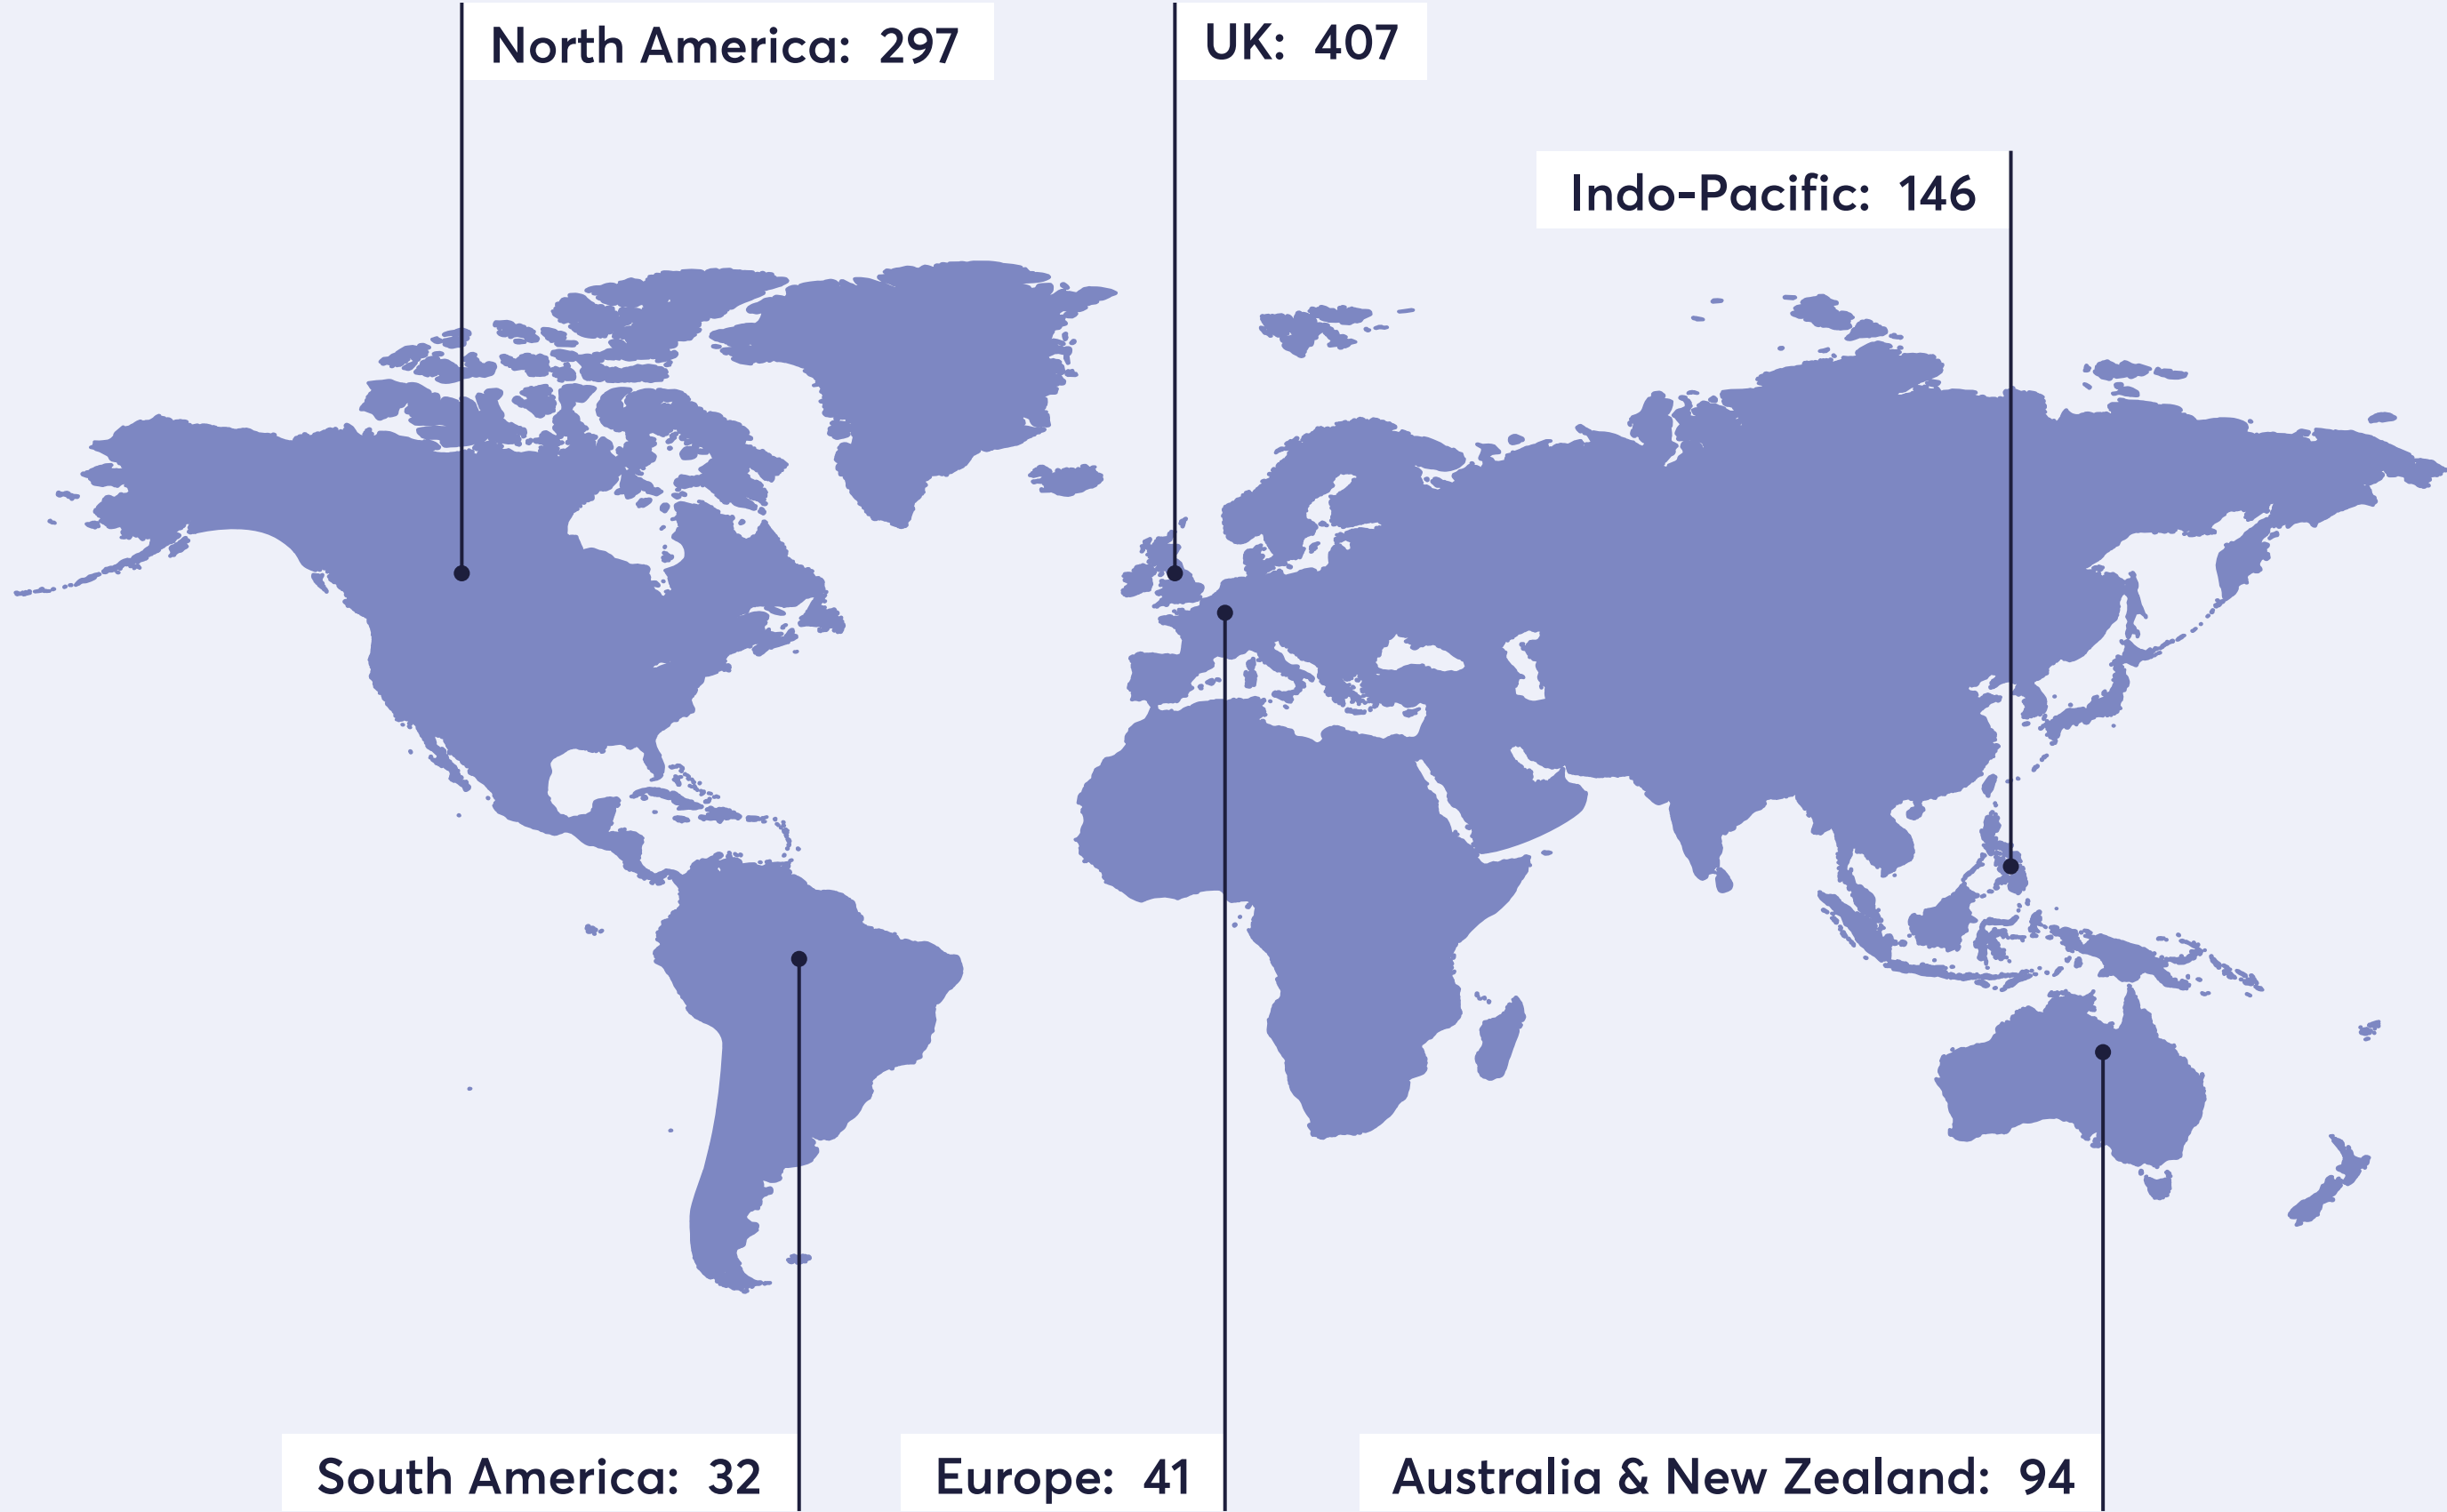 North America: 297
UK: 407
Indo-Pacific: 146
South America: 32
Europe: 41
Australia & New Zealand: 94